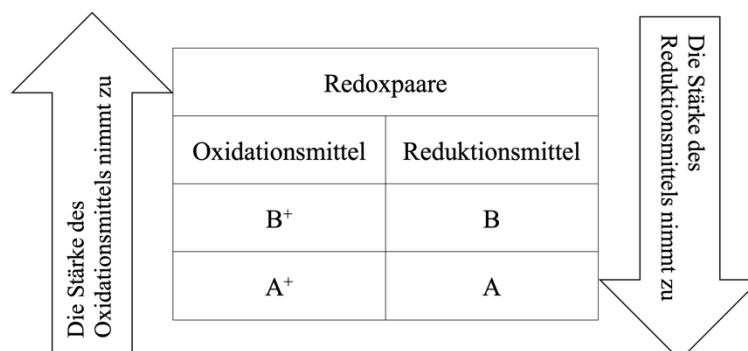 Die Stärke des
Oxidationsmittels nimmt zu
Redoxpaare
Oxidationsmittel Reduktionsmittel
B⁺ B
A⁺ A
Die Stärke des
Reduktionsmittels nimmt zu